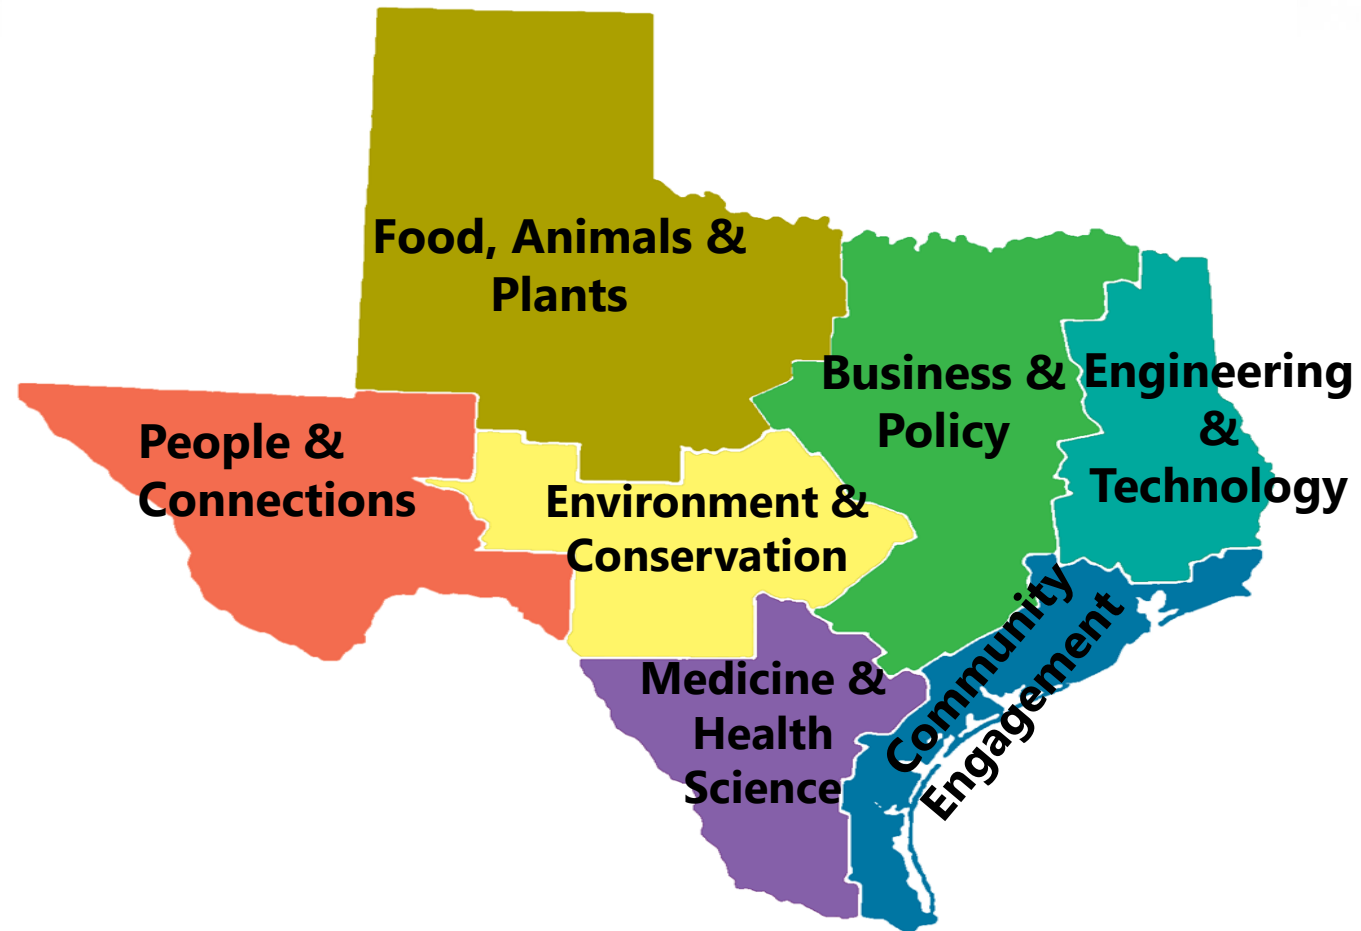 Food, Animals &
Plants
Business &
Policy
Engineering
&
Technology
People &
Connections
Environment &
Conservation
Medicine &
Health
Science
Community
Engagement